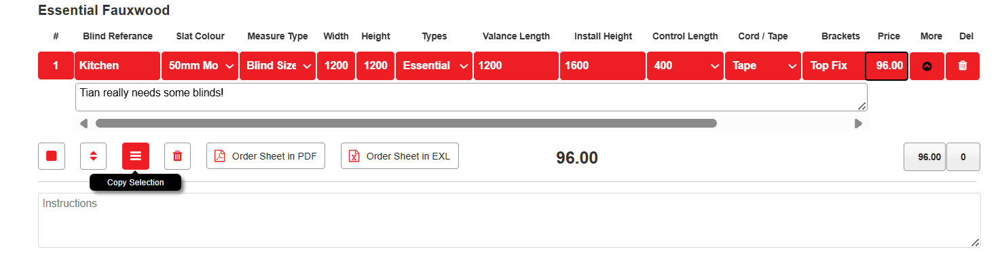 Essential Fauxwood
# Blind Referance Slat Colour Measure Type Width Height Types Valance Length Install Height Control Length Cord / Tape Brackets Price More Del
1 Kitchen 50mm Mo Blind Size 1200 1200 Essential 1200 1600 400 Tape Top Fix 96.00
Tian really needs some blinds!
Order Sheet in PDF Order Sheet in EXL 96.00 96.00 0
Copy Selection
Instructions